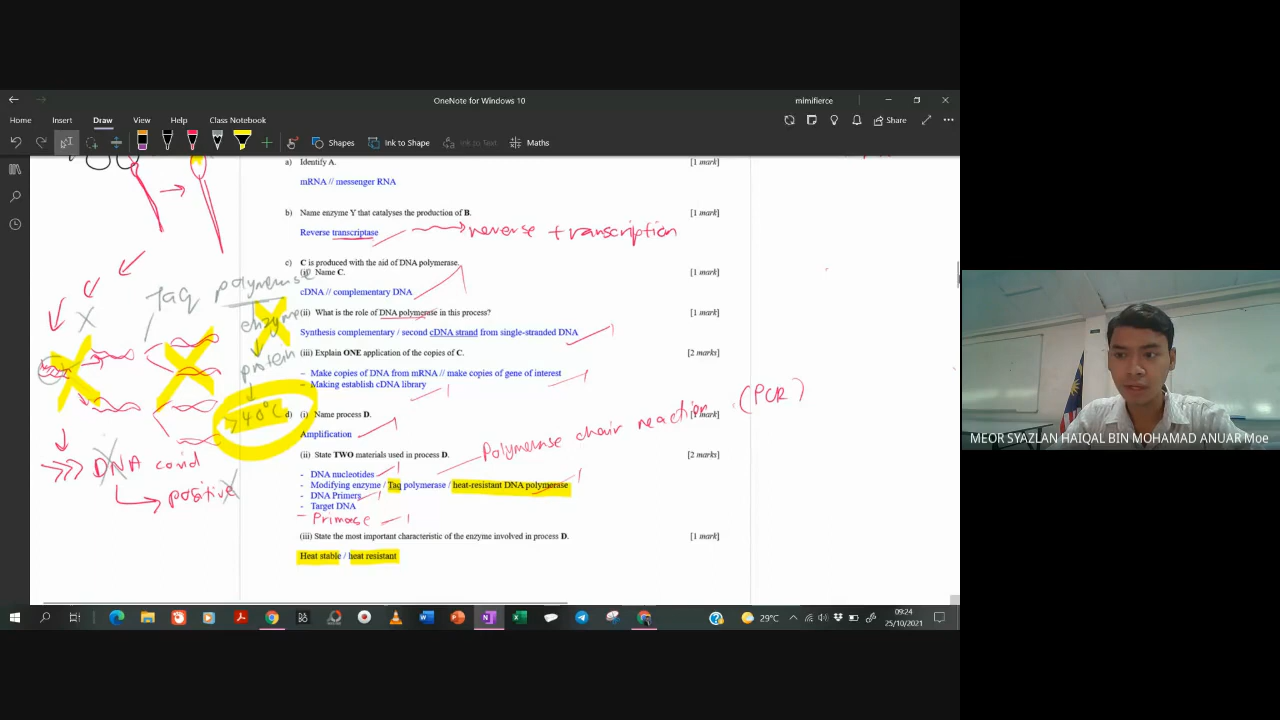 OneNote for Windows 10
mimifierce
Home Insert Draw View Help Class Notebook
Share
Shapes Ink to Shape Ink to Text Maths
a) Identify A. [1 mark]
mRNA // messenger RNA
b) Name enzyme Y that catalyses the production of B. [1 mark]
Reverse transcriptase
reverse + transcription
c) C is produced with the aid of DNA polymerase.
(i) Name C. [1 mark]
cDNA // complementary DNA
(ii) What is the role of DNA polymerase in this process? [1 mark]
Synthesis complementary / second cDNA strand from single-stranded DNA
(iii) Explain ONE application of the copies of C. [2 marks]
- Make copies of DNA from mRNA // make copies of gene of interest
- Making establish cDNA library
d) (i) Name process D. [1 mark]
Amplification
(ii) State TWO materials used in process D. [2 marks]
- DNA nucleotides
- Modifying enzyme / Taq polymerase / heat-resistant DNA polymerase
- DNA Primers
- Target DNA
- Primase
(iii) State the most important characteristic of the enzyme involved in process D. [1 mark]
Heat stable / heat resistant
Polymerase chair reaction (PCR)
Taq polymerase
enzyme
protein
>40°C
DNA covid
positive
MEOR SYAZLAN HAIQAL BIN MOHAMAD ANUAR Moe
29°C
09:24
25/10/2021